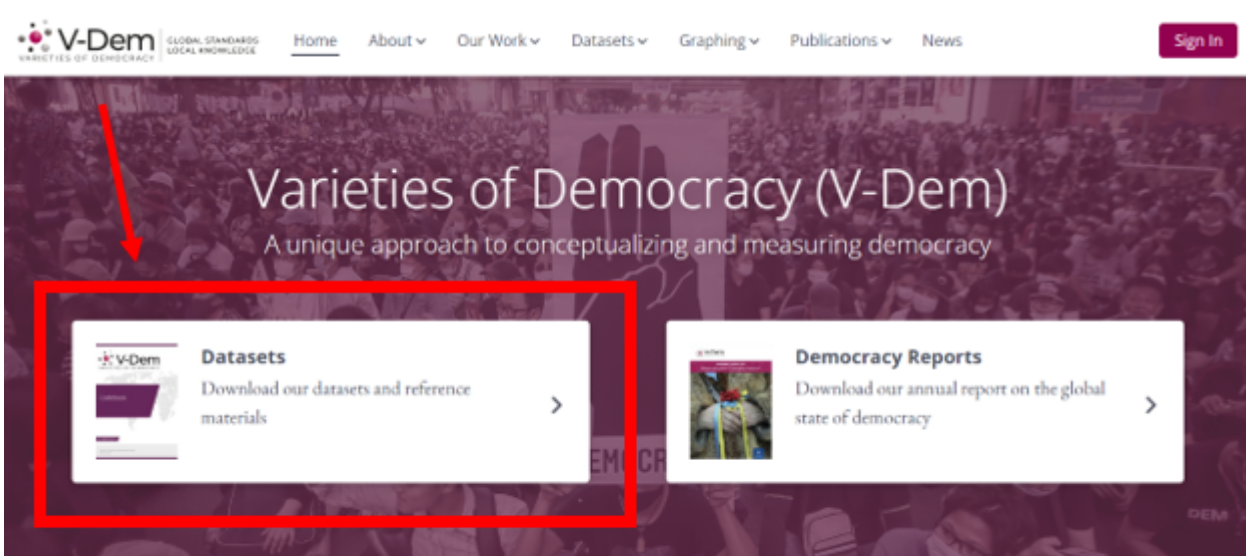 V-Dem
GLOBAL STANDARDS
LOCAL KNOWLEDGE
VARIETIES OF DEMOCRACY
Home About Our Work Datasets Graphing Publications News
Sign In
Varieties of Democracy (V-Dem)
A unique approach to conceptualizing and measuring democracy
V-Dem
Datasets
Download our datasets and reference
materials
Democracy Reports
Download our annual report on the global
state of democracy